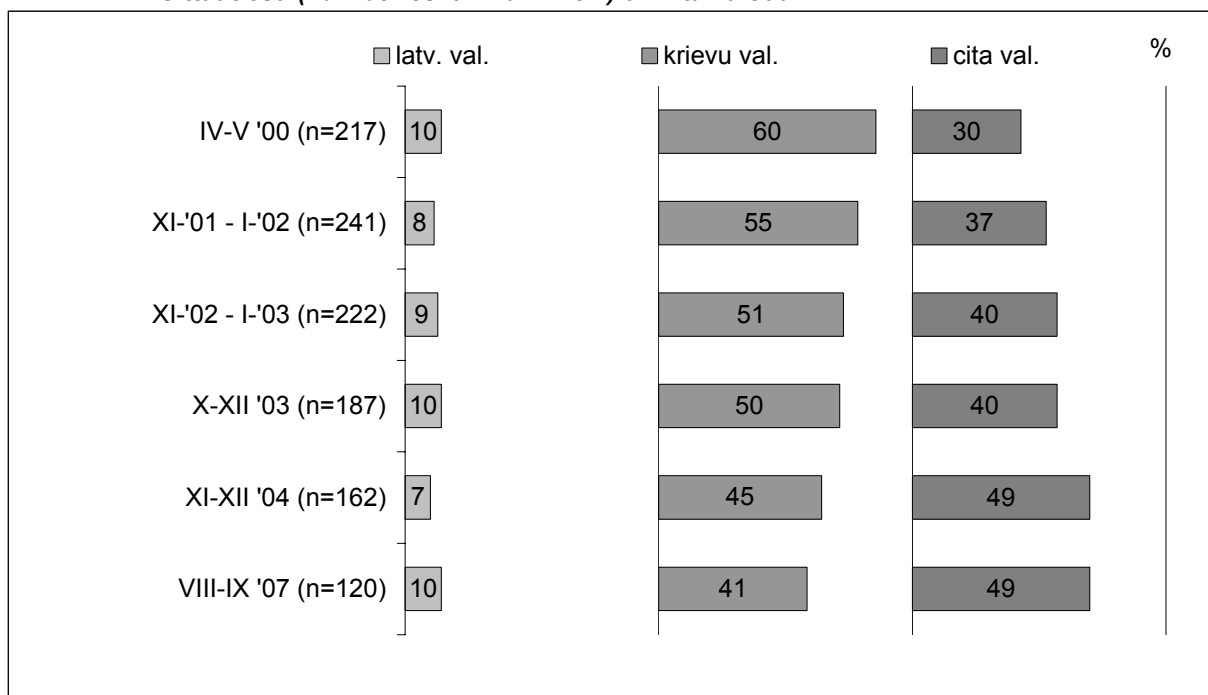 latv. val. krievu val. cita val. %
IV-V '00 (n=217) 10 60 30
XI-'01 - I-'02 (n=241) 8 55 37
XI-'02 - I-'03 (n=222) 9 51 40
X-XII '03 (n=187) 10 50 40
XI-XII '04 (n=162) 7 45 49
VIII-IX '07 (n=120) 10 41 49